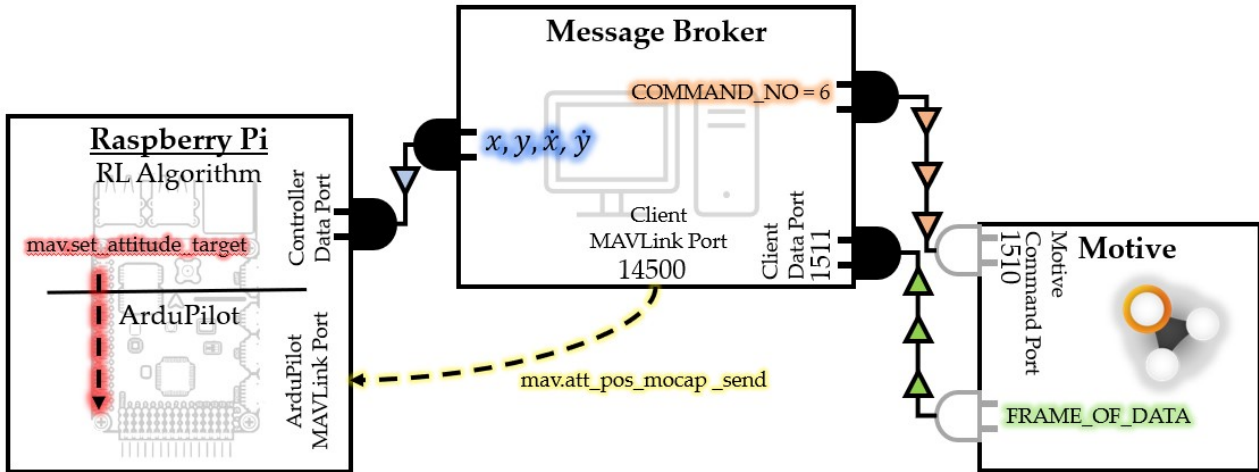 Message Broker
COMMAND_NO = 6
x, y, ẋ, ẏ
Client
MAVLink Port
14500
Client
Data Port
1511
Raspberry Pi
RL Algorithm
mav.set_attitude_target
Controller
Data Port
ArduPilot
ArduPilot
MAVLink Port
mav.att_pos_mocap _send
Motive
Motive
Command Port
1510
FRAME_OF_DATA